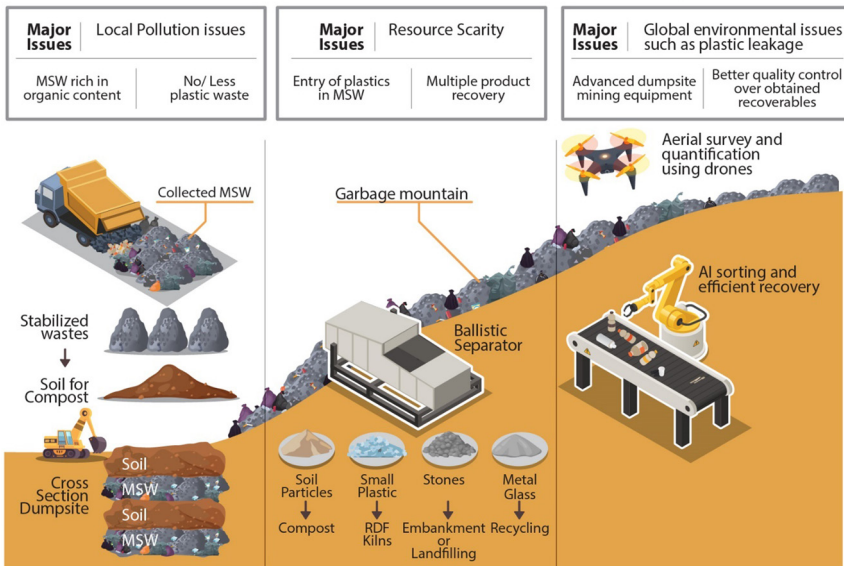 Major
Issues
Local Pollution issues
MSW rich in
organic content
No/ Less
plastic waste
Major
Issues
Resource Scarity
Entry of plastics
in MSW
Multiple product
recovery
Major
Issues
Global environmental issues
such as plastic leakage
Advanced dumpsite
mining equipment
Better quality control
over obtained
recoverables
Collected MSW
Stabilized
wastes
Soil for
Compost
Cross
Section
Dumpsite
Soil
MSW
Soil
MSW
Garbage mountain
Ballistic
Separator
Soil
Particles
Compost
Small
Plastic
RDF
Kilns
Stones
Embankment
or
Landfilling
Metal
Glass
Recycling
Aerial survey and
quantification
using drones
AI sorting and
efficient recovery